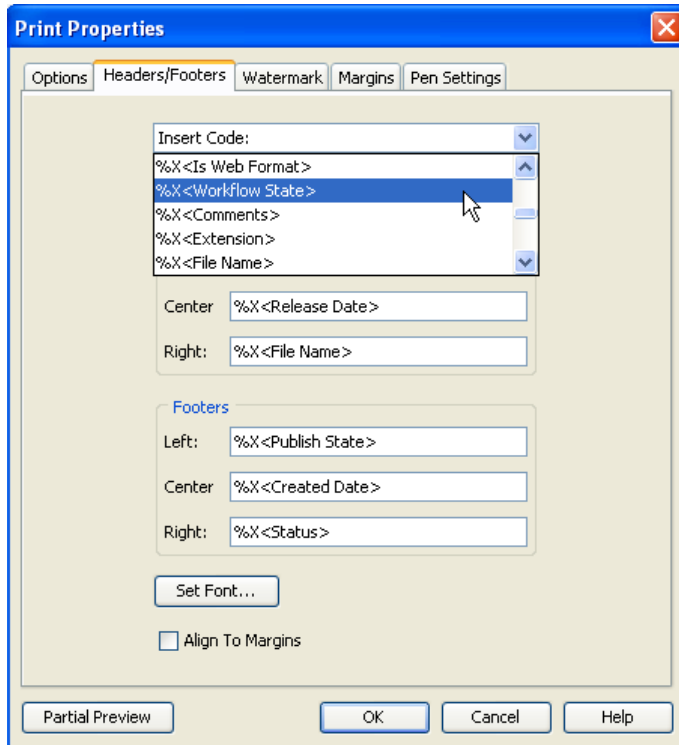 Print Properties
Options Headers/Footers Watermark Margins Pen Settings
Insert Code:
%X<Is Web Format>
%X<Workflow State>
%X<Comments>
%X<Extension>
%X<File Name>
Center %X<Release Date>
Right: %X<File Name>
Footers
Left: %X<Publish State>
Center %X<Created Date>
Right: %X<Status>
Set Font...
Align To Margins
Partial Preview OK Cancel Help